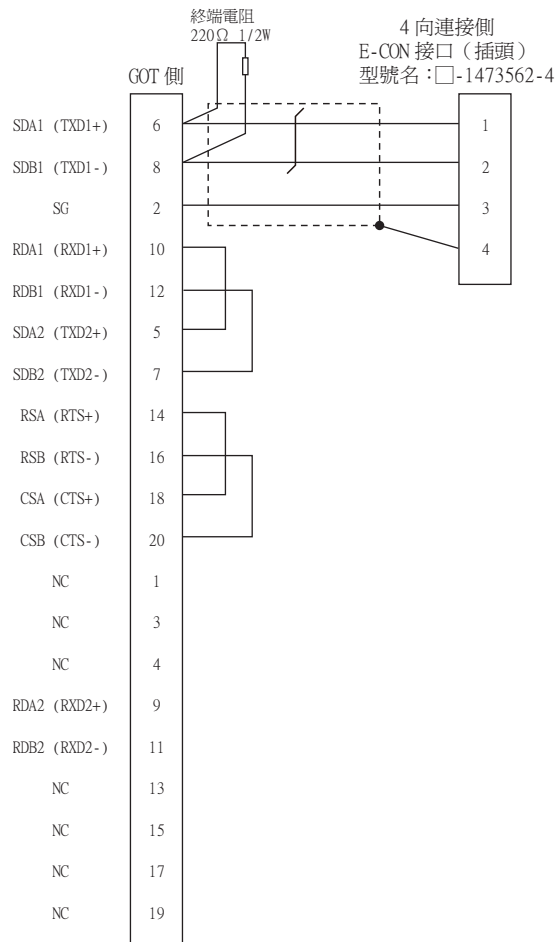 終端電阻
220Ω 1/2W
4 向連接側
E-CON 接口（插頭）
型號名：□-1473562-4
GOT 側
SDA1 (TXD1+) 6 1
SDB1 (TXD1-) 8 2
SG 2 3
RDA1 (RXD1+) 10 4
RDB1 (RXD1-) 12
SDA2 (TXD2+) 5
SDB2 (TXD2-) 7
RSA (RTS+) 14
RSB (RTS-) 16
CSA (CTS+) 18
CSB (CTS-) 20
NC 1
NC 3
NC 4
RDA2 (RXD2+) 9
RDB2 (RXD2-) 11
NC 13
NC 15
NC 17
NC 19